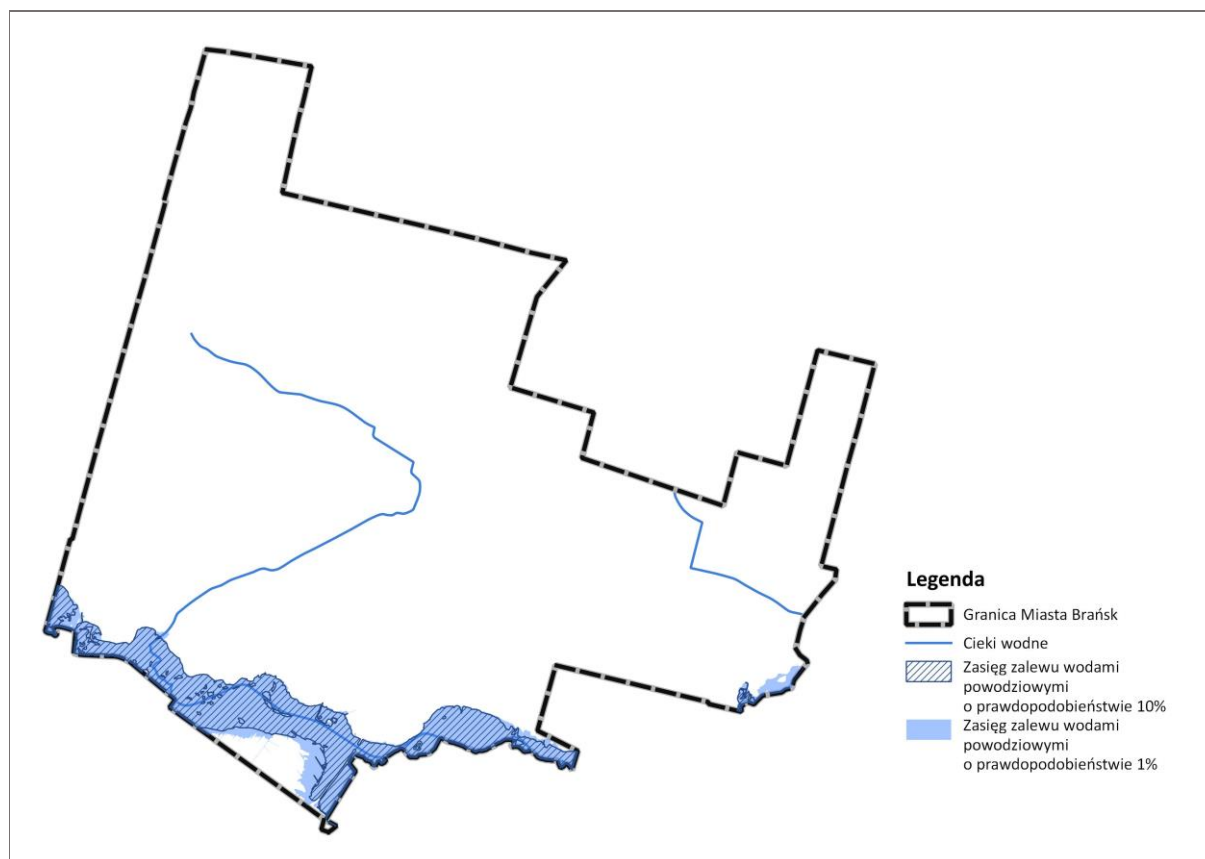 Legenda
Granica Miasta Brańsk
Cieki wodne
Zasięg zalewu wodami
powodziowymi
o prawdopodobieństwie 10%
Zasięg zalewu wodami
powodziowymi
o prawdopodobieństwie 1%